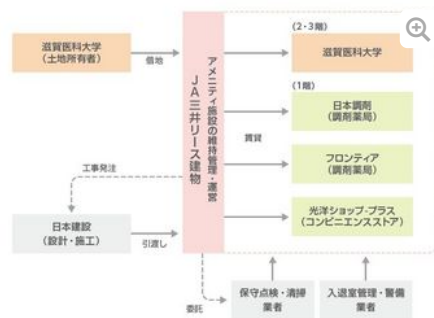 (2・3階)
滋賀医科大学
(土地所有者)
借地
滋賀医科大学
アメニティ施設の維持管理・運営
JA三井リース建物
(1階)
日本調剤
(調剤薬局)
賃貸
フロンティア
(調剤薬局)
工事発注
光洋ショップ-プラス
(コンビニエンスストア)
日本建設
(設計・施工)
引渡し
委託
保守点検・清掃
業者
入退室管理・警備
業者